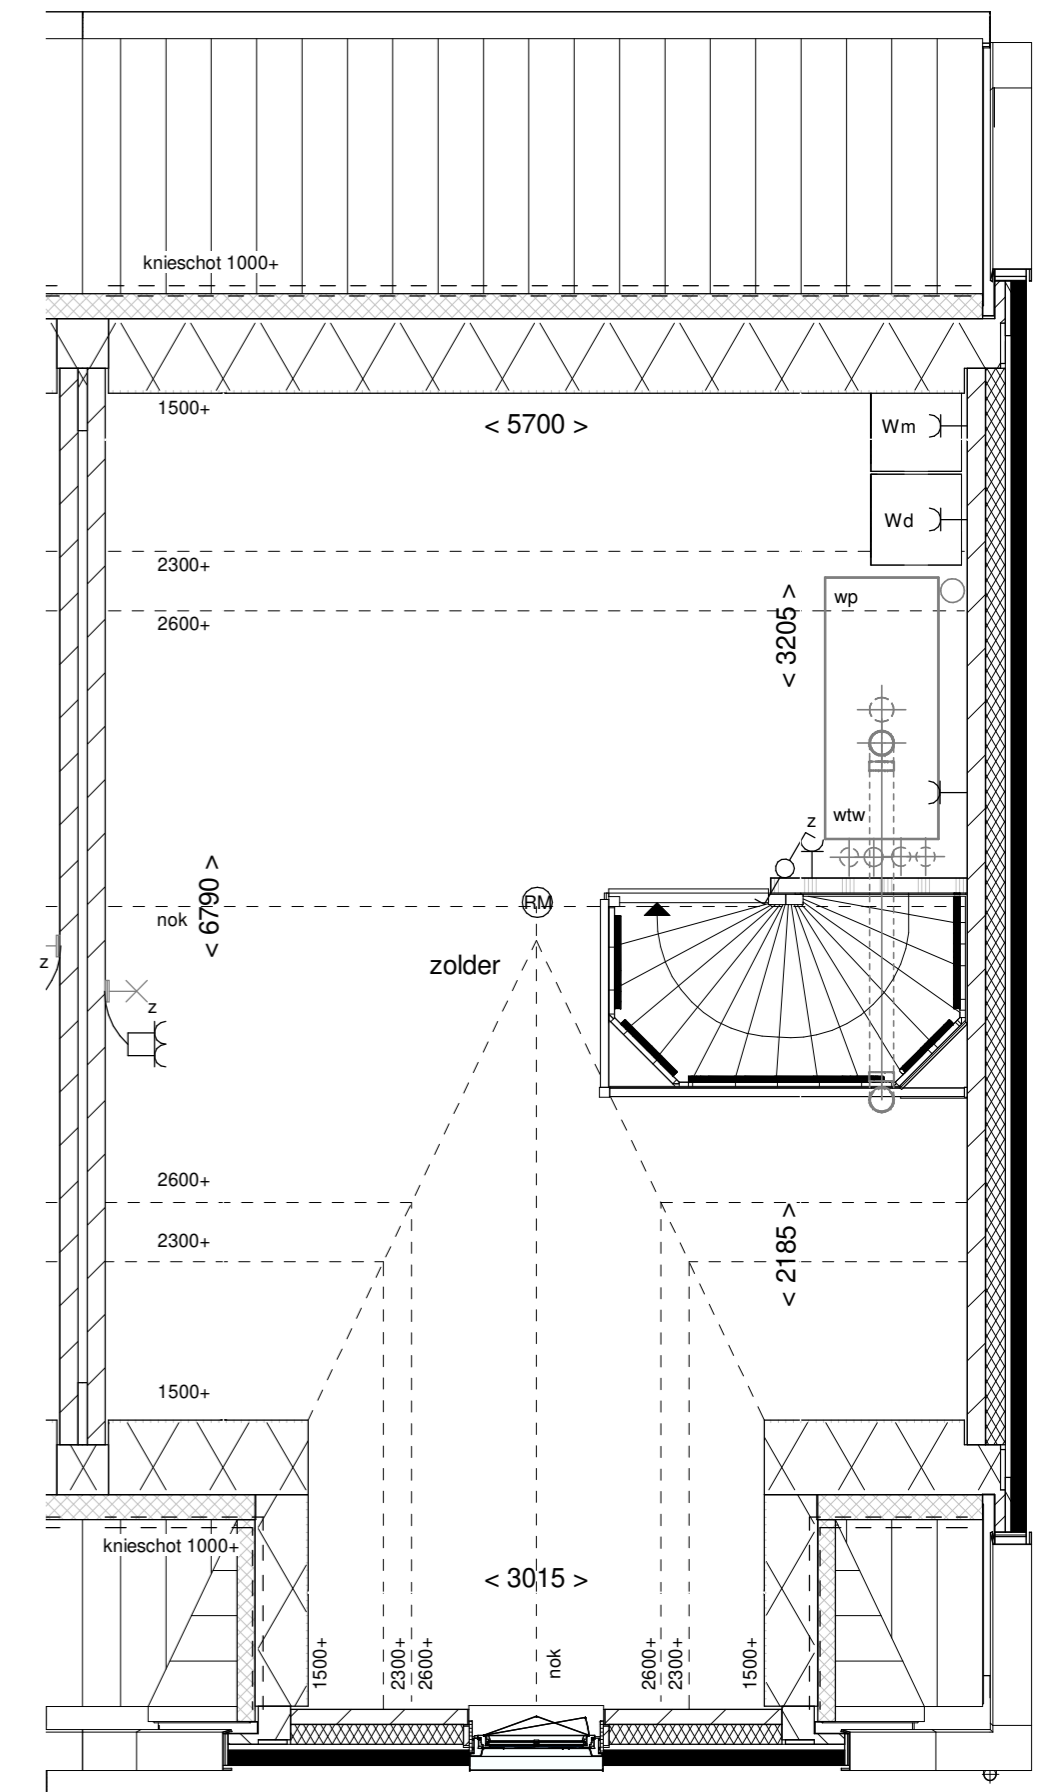 knieschot 1000+
1500+
< 5700 >
Wm
Wd
2300+
2600+
< 3205 >
wp
wtw
z
< 6790 >
nok
RM
zolder
z
z
2600+
2300+
< 2185 >
1500+
knieschot 1000+
< 3015 >
1500+
2300+
2600+
nok
2600+
2300+
1500+